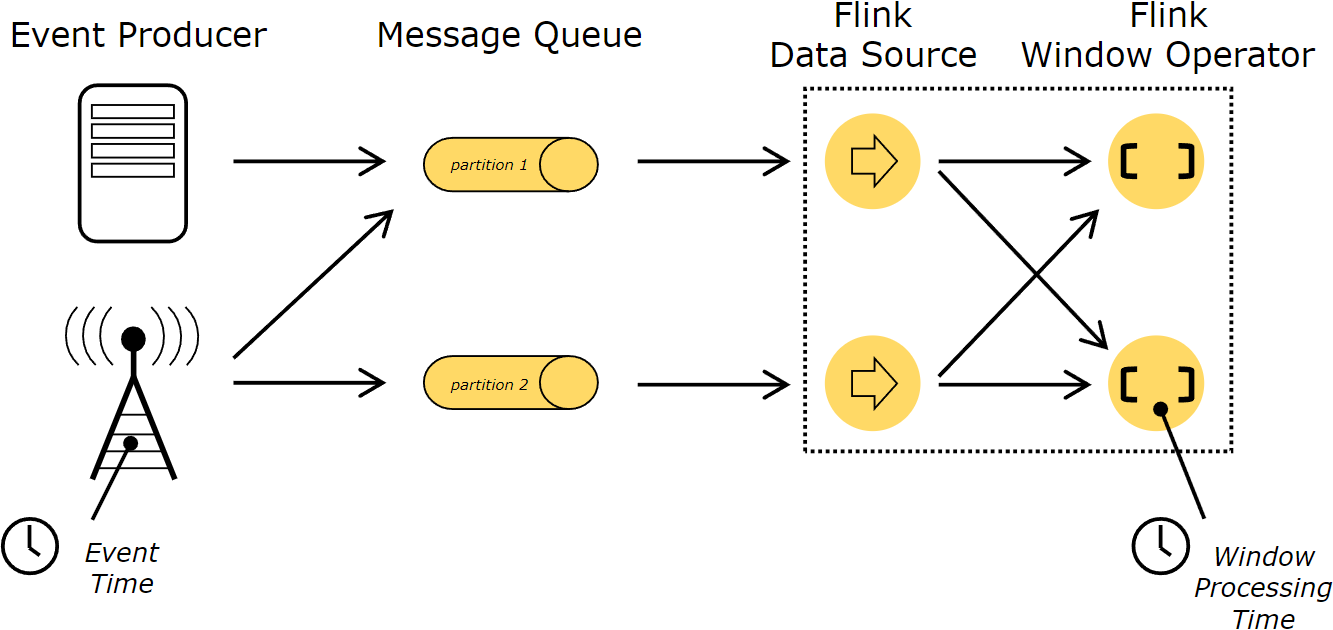 Event Producer
Message Queue
Flink
Data Source
Flink
Window Operator
partition 1
partition 2
Event
Time
Window
Processing
Time